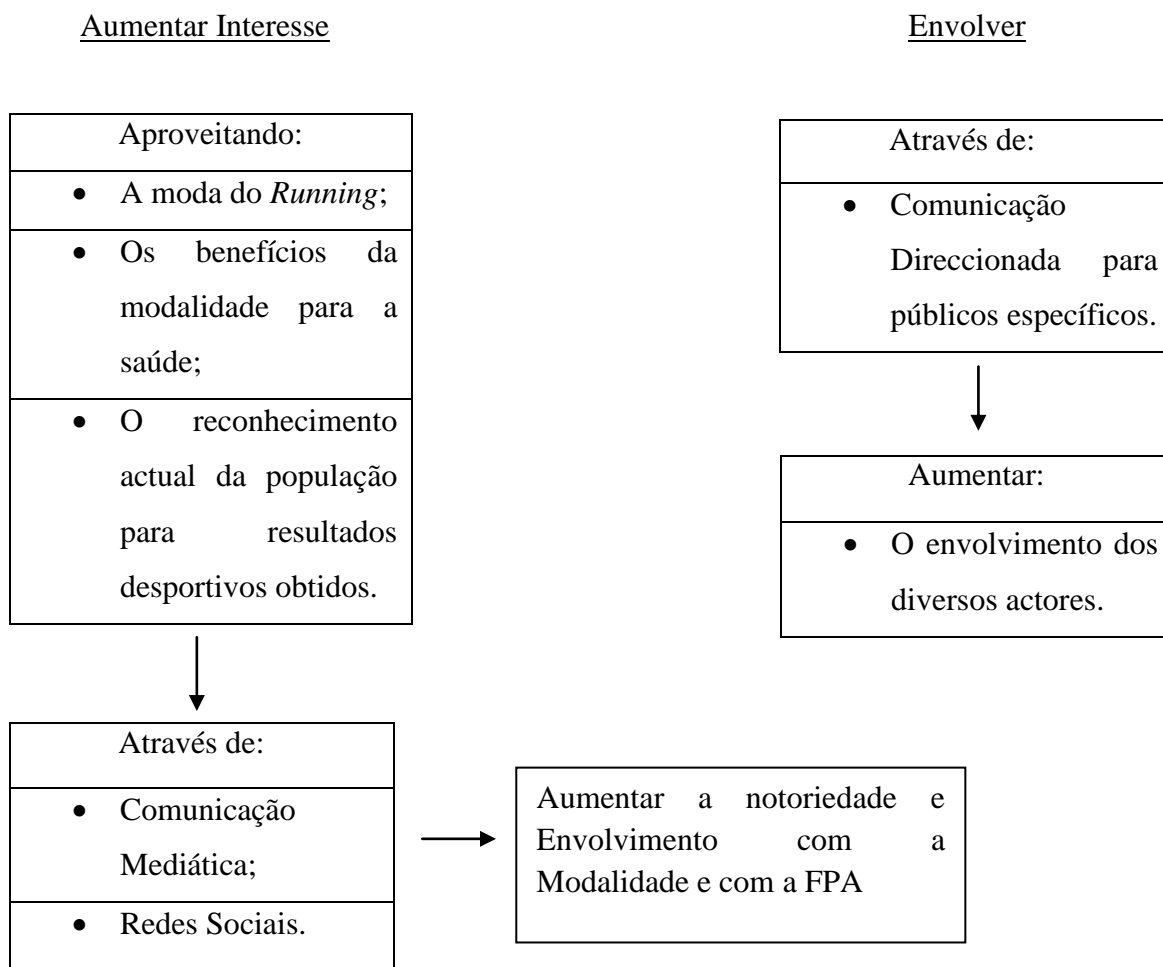 Aumentar Interesse
Aproveitando:
• A moda do Running;
• Os benefícios da
modalidade para a
saúde;
• O reconhecimento
actual da população
para resultados
desportivos obtidos.
Através de:
• Comunicação
Mediática;
• Redes Sociais.
Aumentar a notoriedade e
Envolvimento com a
Modalidade e com a FPA
Envolver
Através de:
• Comunicação
Direccionada para
públicos específicos.
Aumentar:
• O envolvimento dos
diversos actores.